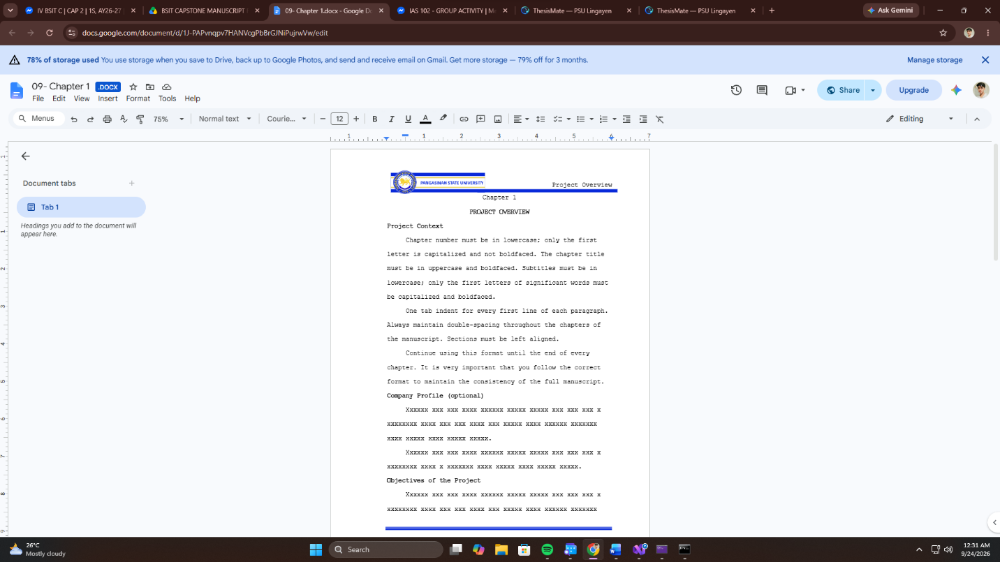 IV BSIT C | CAP 2 | 1S, AY26-27
BSIT CAPSTONE MANUSCRIPT
09- Chapter 1.docx - Google Do
IAS 102 - GROUP ACTIVITY | M
ThesisMate — PSU Lingayen
ThesisMate — PSU Lingayen
Ask Gemini
docs.google.com/document/d/1J-PAPvnqpv7HANVcgPbBrGJNiPujrwVw/edit
78% of storage used You use storage when you save to Drive, back up to Google Photos, and send and receive email on Gmail. Get more storage — 79% off for 3 months.
Manage storage
09- Chapter 1 .DOCX
File Edit View Insert Format Tools Help
Share
Upgrade
Menus 75% Normal text Courie... 12 B I U A Editing
1 1 2 3 4 5 6 7
Document tabs
Tab 1
Headings you add to the document will
appear here.
PANGASINAN STATE UNIVERSITY
Project Overview
Chapter 1
PROJECT OVERVIEW
Project Context
Chapter number must be in lowercase; only the first
letter is capitalized and not boldfaced. The chapter title
must be in uppercase and boldfaced. Subtitles must be in
lowercase; only the first letters of significant words must
be capitalized and boldfaced.
One tab indent for every first line of each paragraph.
Always maintain double-spacing throughout the chapters of
the manuscript. Sections must be left aligned.
Continue using this format until the end of every
chapter. It is very important that you follow the correct
format to maintain the consistency of the full manuscript.
Company Profile (optional)
Xxxxxx xxx xxx xxxx xxxxxx xxxxx xxxxx xxx xxx xxx x
xxxxxxxx xxxx xxx xxx xxxx xxx xxxxx xxxx xxxxxx xxxxxxx
xxxx xxxxx xxxx xxxxx xxxxx.
Xxxxxx xxx xxx xxxx xxxxxx xxxxx xxxxx xxx xxx xxx x
xxxxxxxx xxxx x xxxxxxx xxxx xxxxx xxxx xxxxx xxxxx.
Objectives of the Project
Xxxxxx xxx xxx xxxx xxxxxx xxxxx xxxxx xxx xxx xxx x
xxxxxxxx xxxx xxx xxx xxxx xxx xxxxx xxxx xxxxxx xxxxxxx
26°C
Mostly cloudy
Search
12:31 AM
9/24/2026